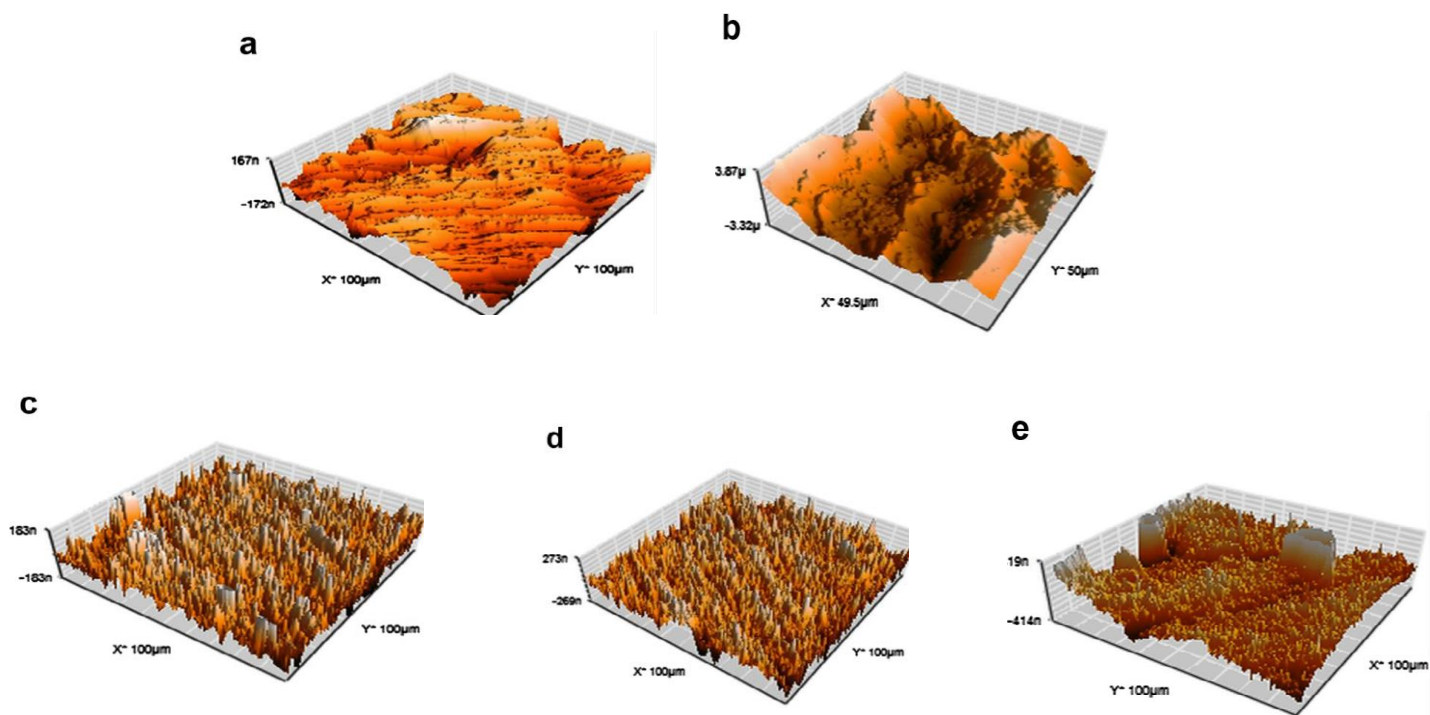 a
167n
-172n
X~ 100µm
Y~ 100µm
b
3.87µ
-3.32µ
X~ 49.5µm
Y~ 50µm
c
183n
-183n
X~ 100µm
Y~ 100µm
d
273n
-269n
X~ 100µm
Y~ 100µm
e
19n
-414n
Y~ 100µm
X~ 100µm